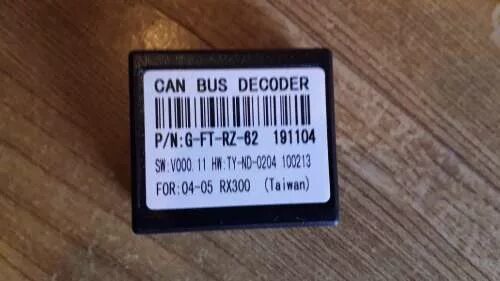 CAN BUS DECODER
P/N:G-FT-RZ-62 191104
SW:V000.11 HW:TY-ND-0204 100213
FOR:04-05 RX300 (Taiwan)